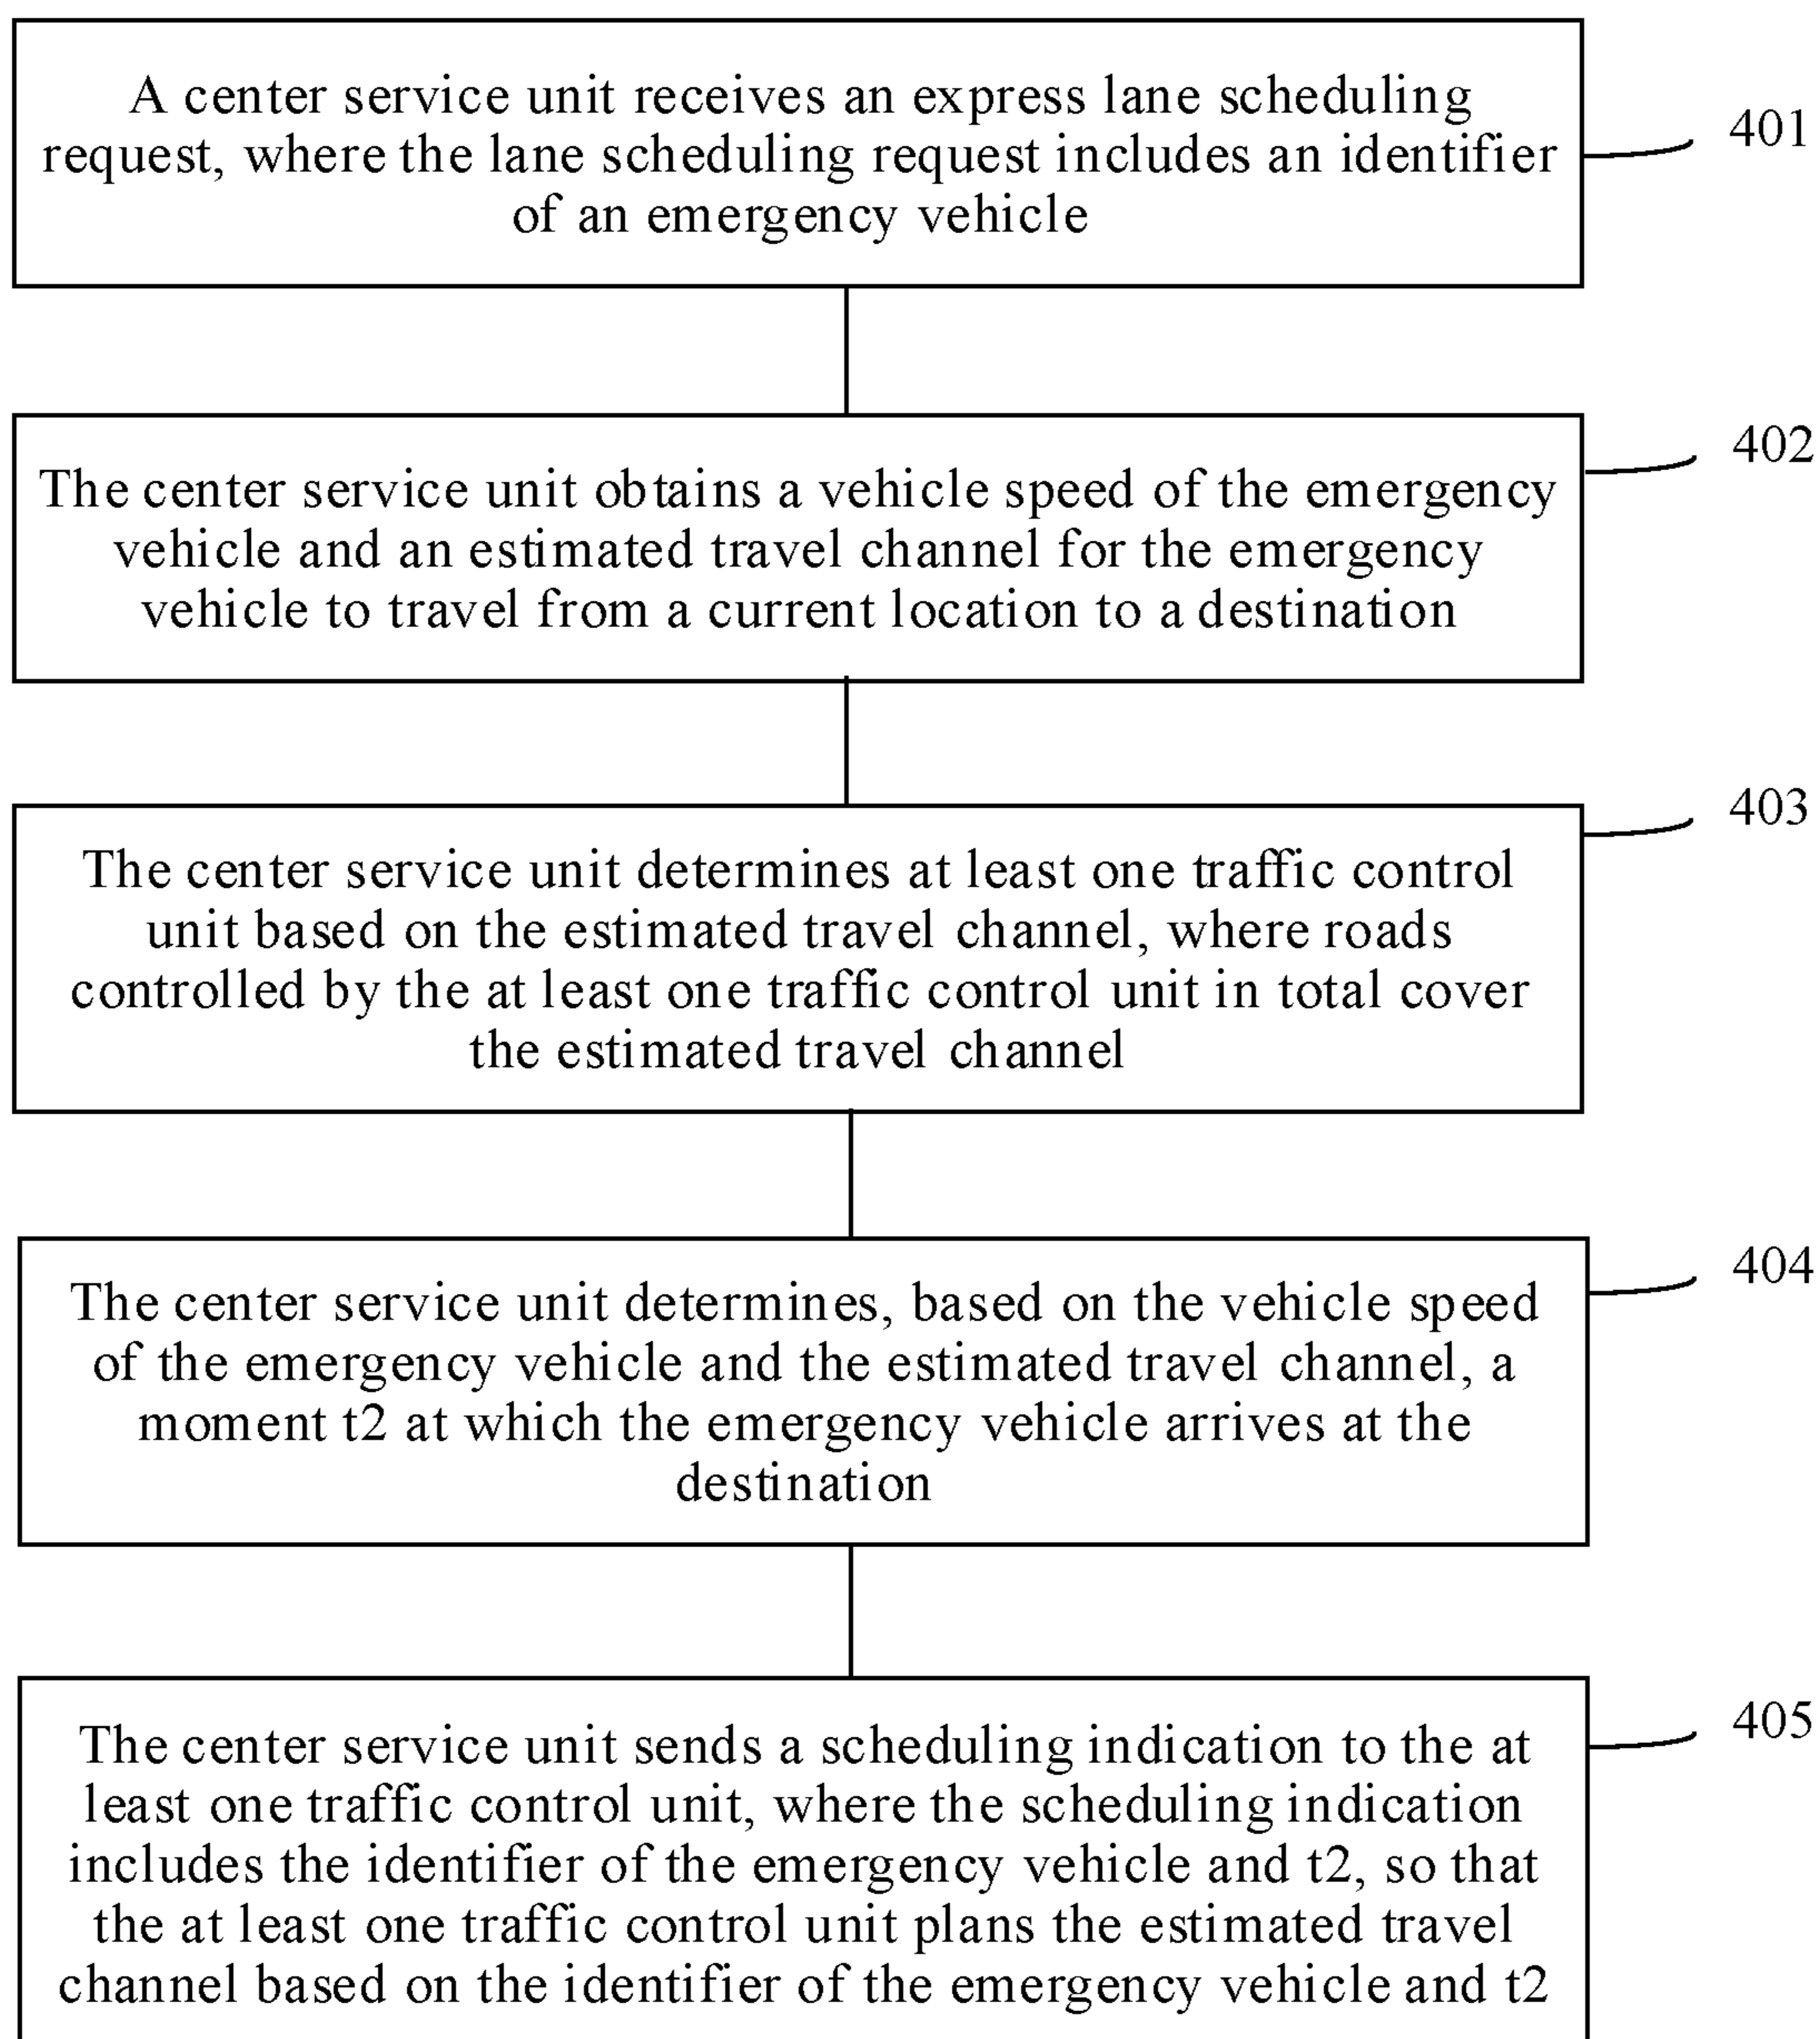 A center service unit receives an express lane scheduling
request, where the lane scheduling request includes an identifier
of an emergency vehicle
401
The center service unit obtains a vehicle speed of the emergency
vehicle and an estimated travel channel for the emergency
vehicle to travel from a current location to a destination
402
The center service unit determines at least one traffic control
unit based on the estimated travel channel, where roads
controlled by the at least one traffic control unit in total cover
the estimated travel channel
403
The center service unit determines, based on the vehicle speed
of the emergency vehicle and the estimated travel channel, a
moment t2 at which the emergency vehicle arrives at the
destination
404
The center service unit sends a scheduling indication to the at
least one traffic control unit, where the scheduling indication
includes the identifier of the emergency vehicle and t2, so that
the at least one traffic control unit plans the estimated travel
channel based on the identifier of the emergency vehicle and t2
405